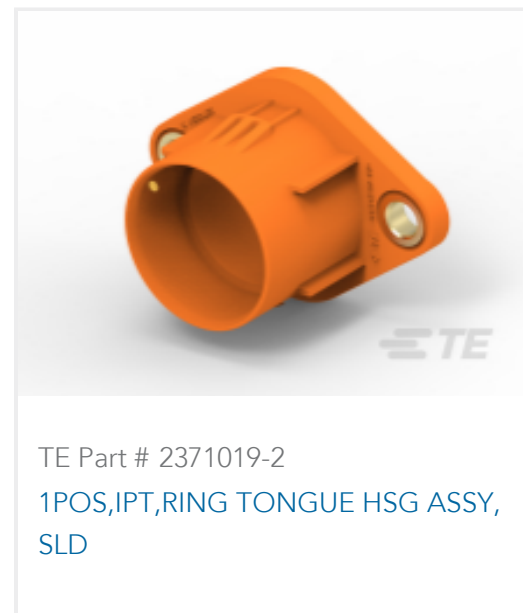 TE
TE Part # 2371019-2
1POS,IPT,RING TONGUE HSG ASSY,
SLD